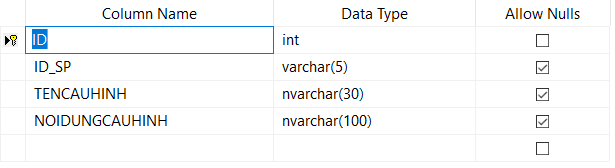 Column Name Data Type Allow Nulls
ID int
ID_SP varchar(5)
TENCAUHINH nvarchar(30)
NOIDUNGCAUHINH nvarchar(100)